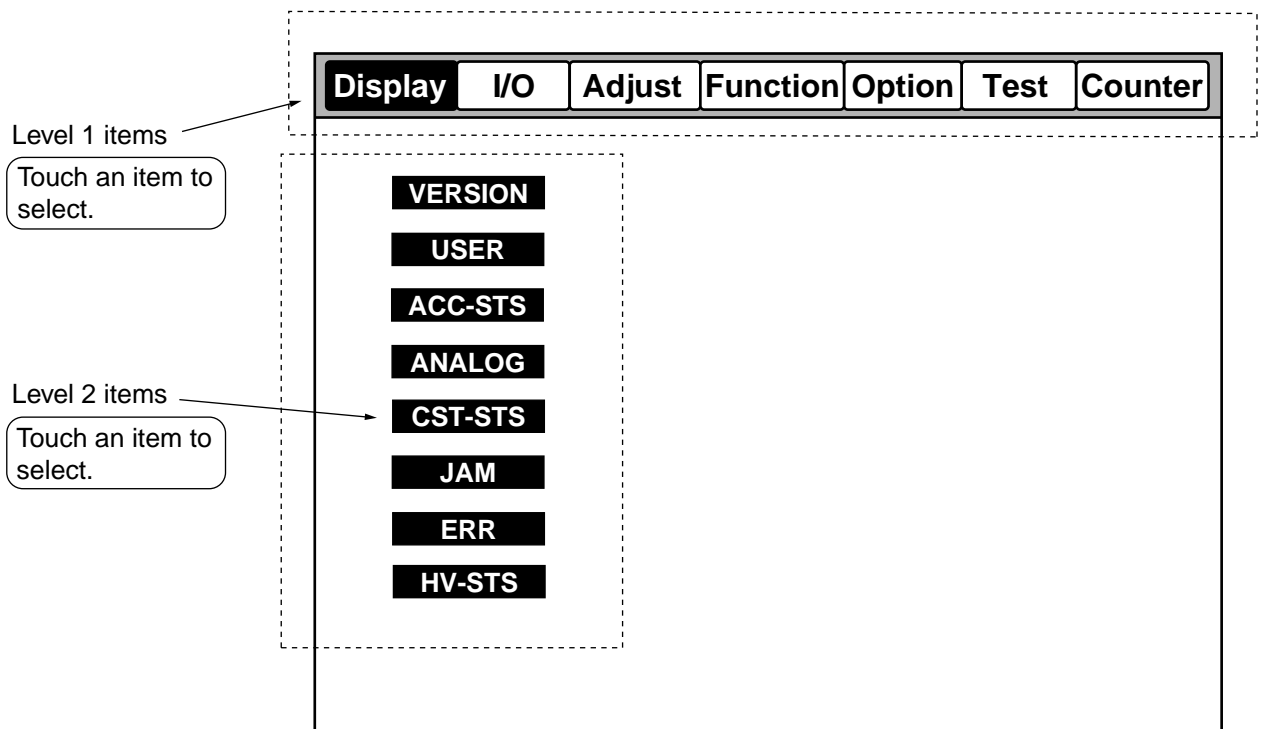 Display I/O Adjust Function Option Test Counter
Level 1 items
Touch an item to
select.
VERSION
USER
ACC-STS
ANALOG
Level 2 items
CST-STS
Touch an item to
select.
JAM
ERR
HV-STS